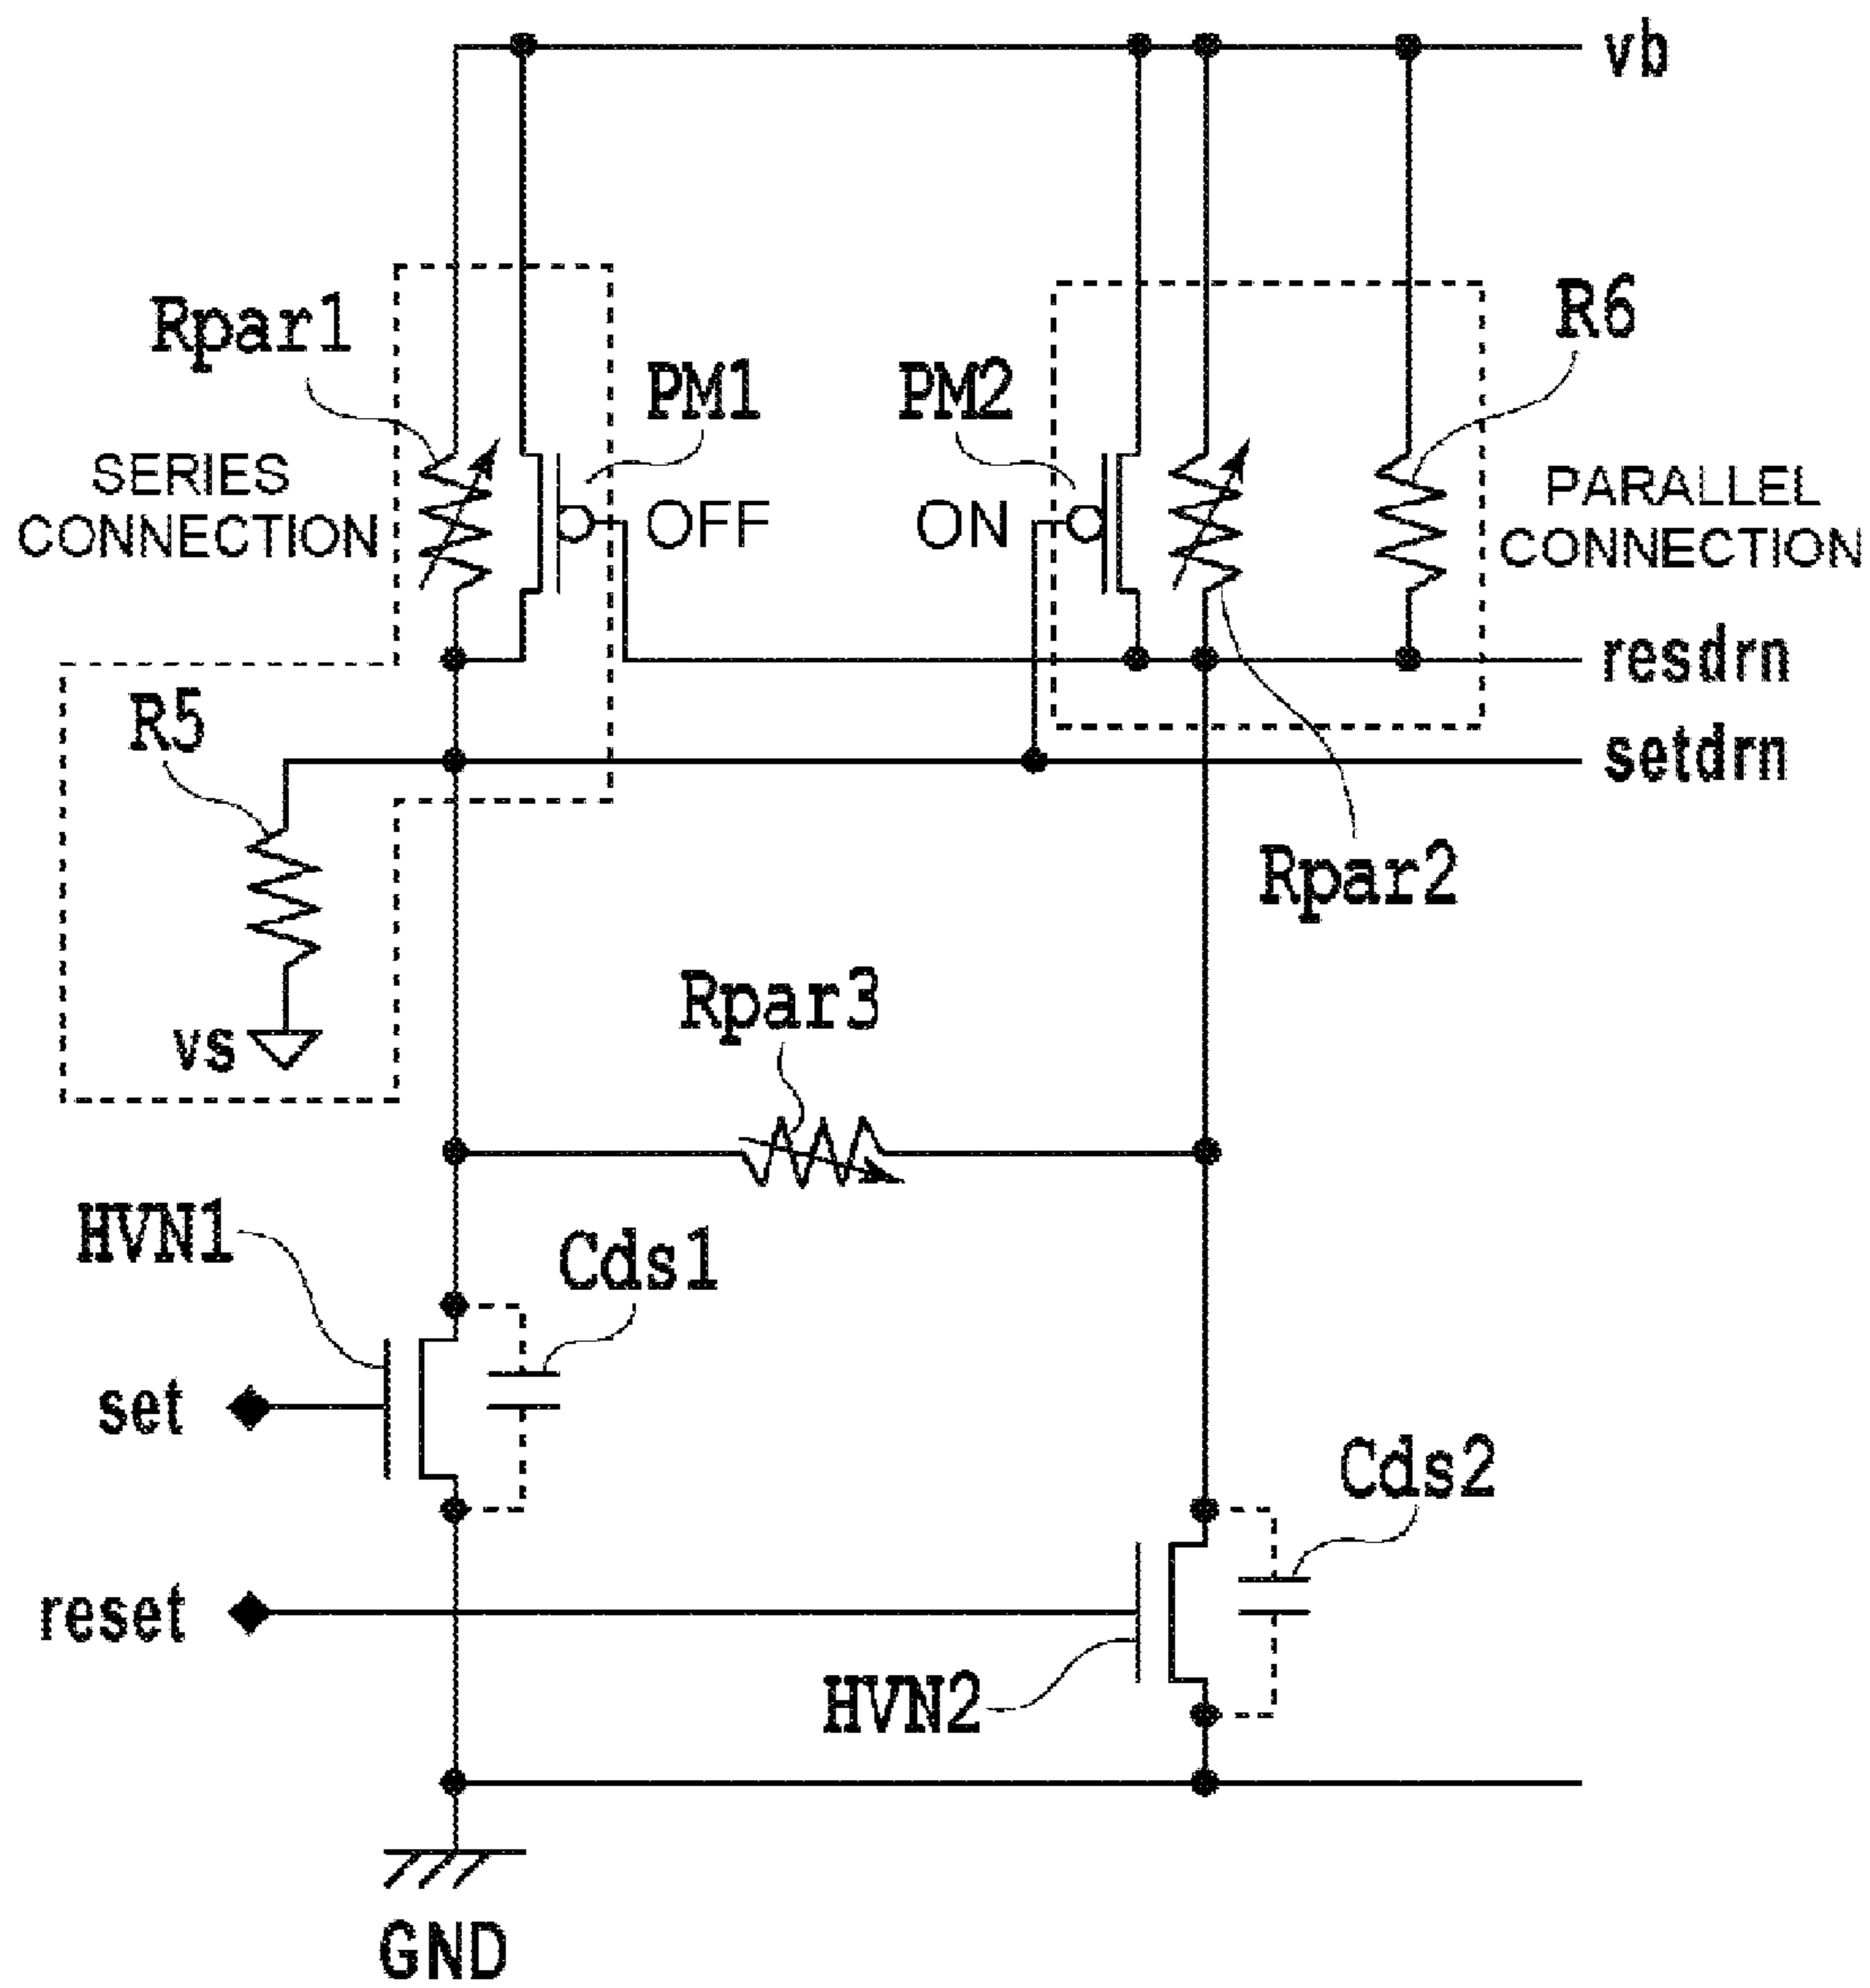 vb
Rpar1
R6
PM1
PM2
SERIES
CONNECTION
OFF
ON
PARALLEL
CONNECTION
resdrn
R5
setdrn
Rpar2
Rpar3
vs
HVN1
Cds1
set
Cds2
reset
HVN2
GND